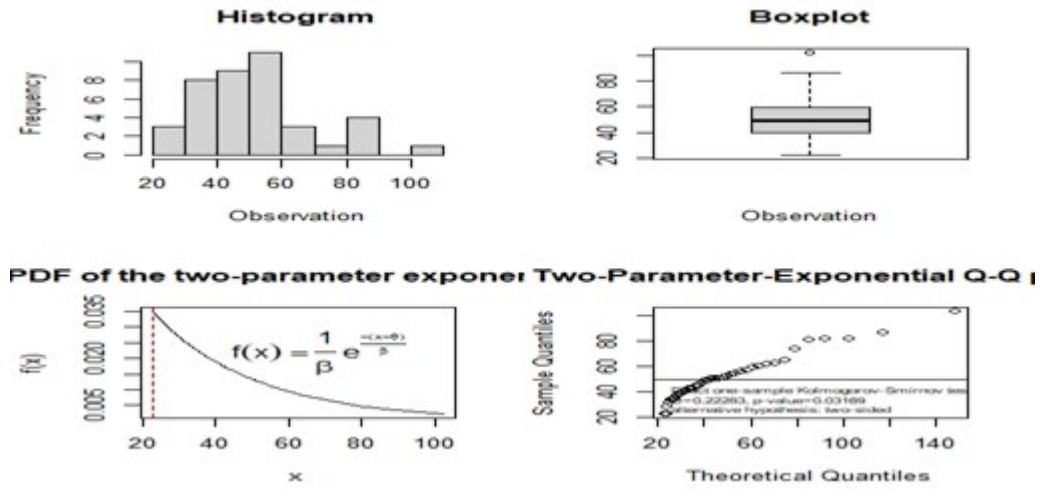 Histogram
Frequency
0 2 4 6 8
20 40 60 80 100
Observation
Boxplot
20 40 60 80
Observation
PDF of the two-parameter exponen
f(x)
0.005 0.020 0.035
f(x) = 1/β e −(x−θ)/β
20 40 60 80 100
x
Two-Parameter-Exponential Q-Q p
Sample Quantiles
20 40 60 80
one-sample Kolmogorov-Smirnov tes
=0.22263, p-value=0.03169
alternative hypothesis: two-sided
20 60 100 140
Theoretical Quantiles